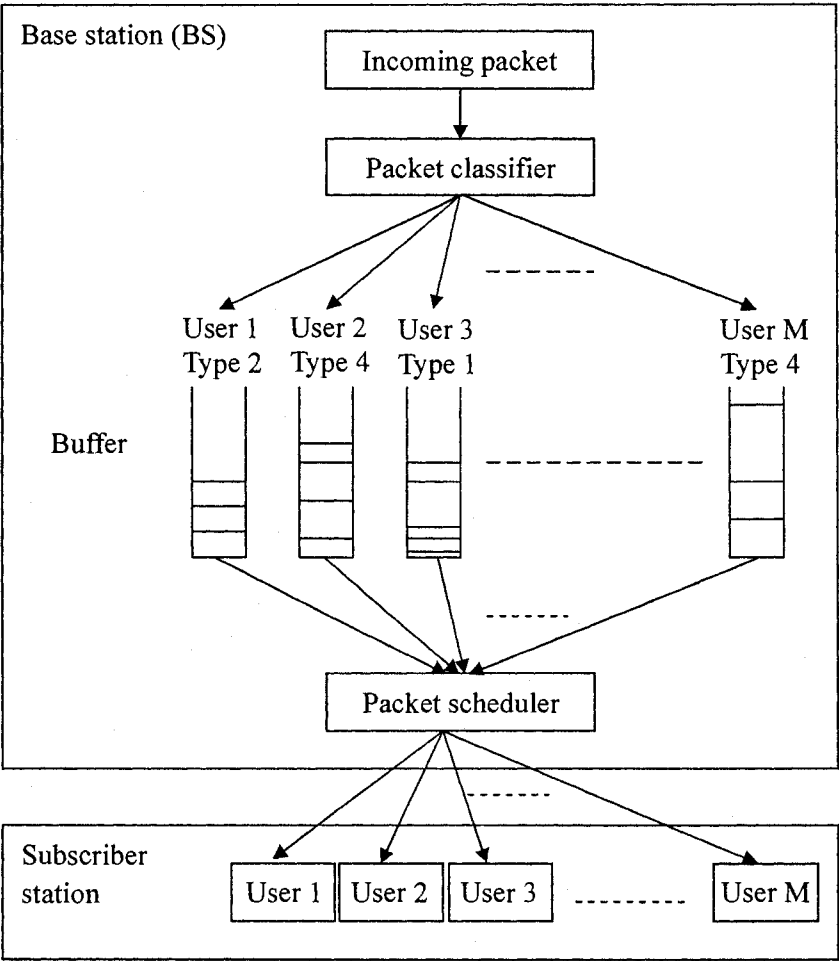 Base station (BS)
Incoming packet
Packet classifier
User 1 User 2 User 3 User M
Type 2 Type 4 Type 1 Type 4
Buffer
Packet scheduler
Subscriber
station
User 1 User 2 User 3 User M